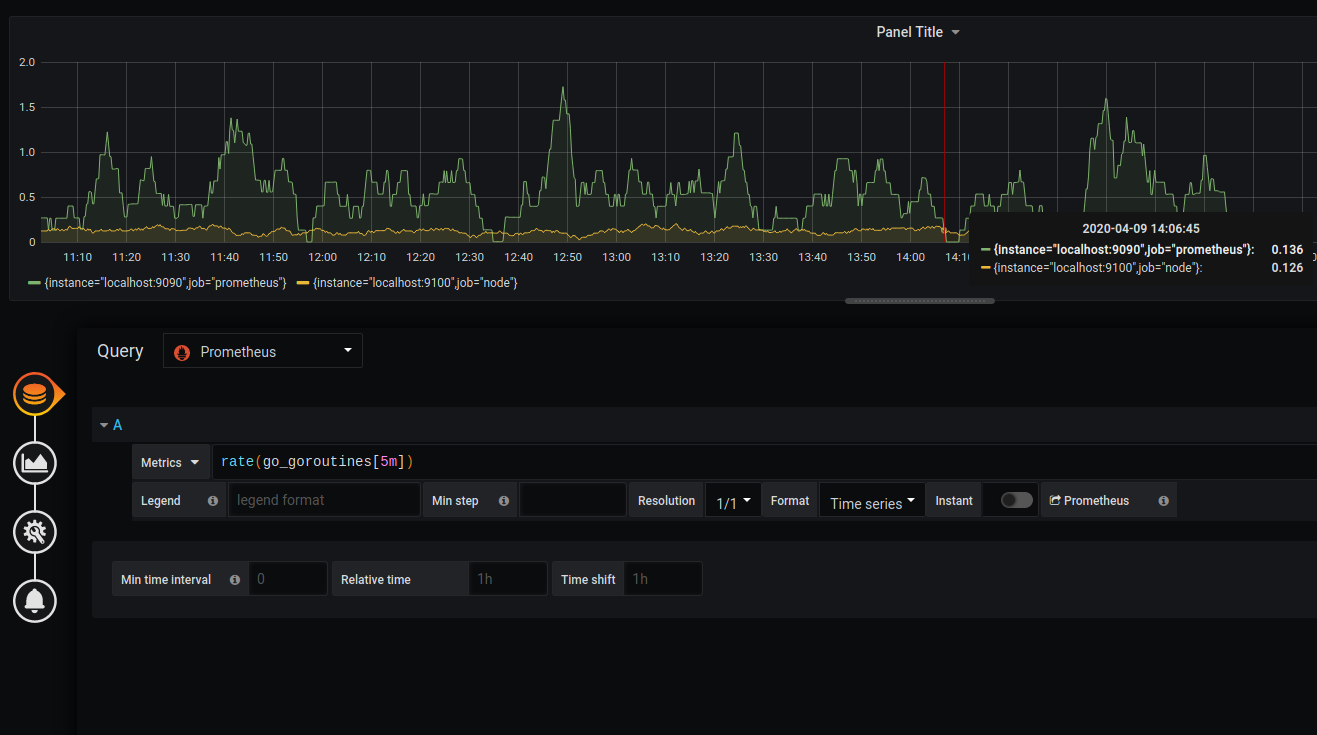 Panel Title
2.0
1.5
1.0
0.5
0
11:10 11:20 11:30 11:40 11:50 12:00 12:10 12:20 12:30 12:40 12:50 13:00 13:10 13:20 13:30 13:40 13:50 14:00 14:10
2020-04-09 14:06:45
{instance="localhost:9090",job="prometheus"}: 0.136
{instance="localhost:9100",job="node"}: 0.126
{instance="localhost:9090",job="prometheus"} {instance="localhost:9100",job="node"}
Query Prometheus
A
Metrics rate(go_goroutines[5m])
Legend legend format Min step Resolution 1/1 Format Time series Instant Prometheus
Min time interval 0 Relative time 1h Time shift 1h